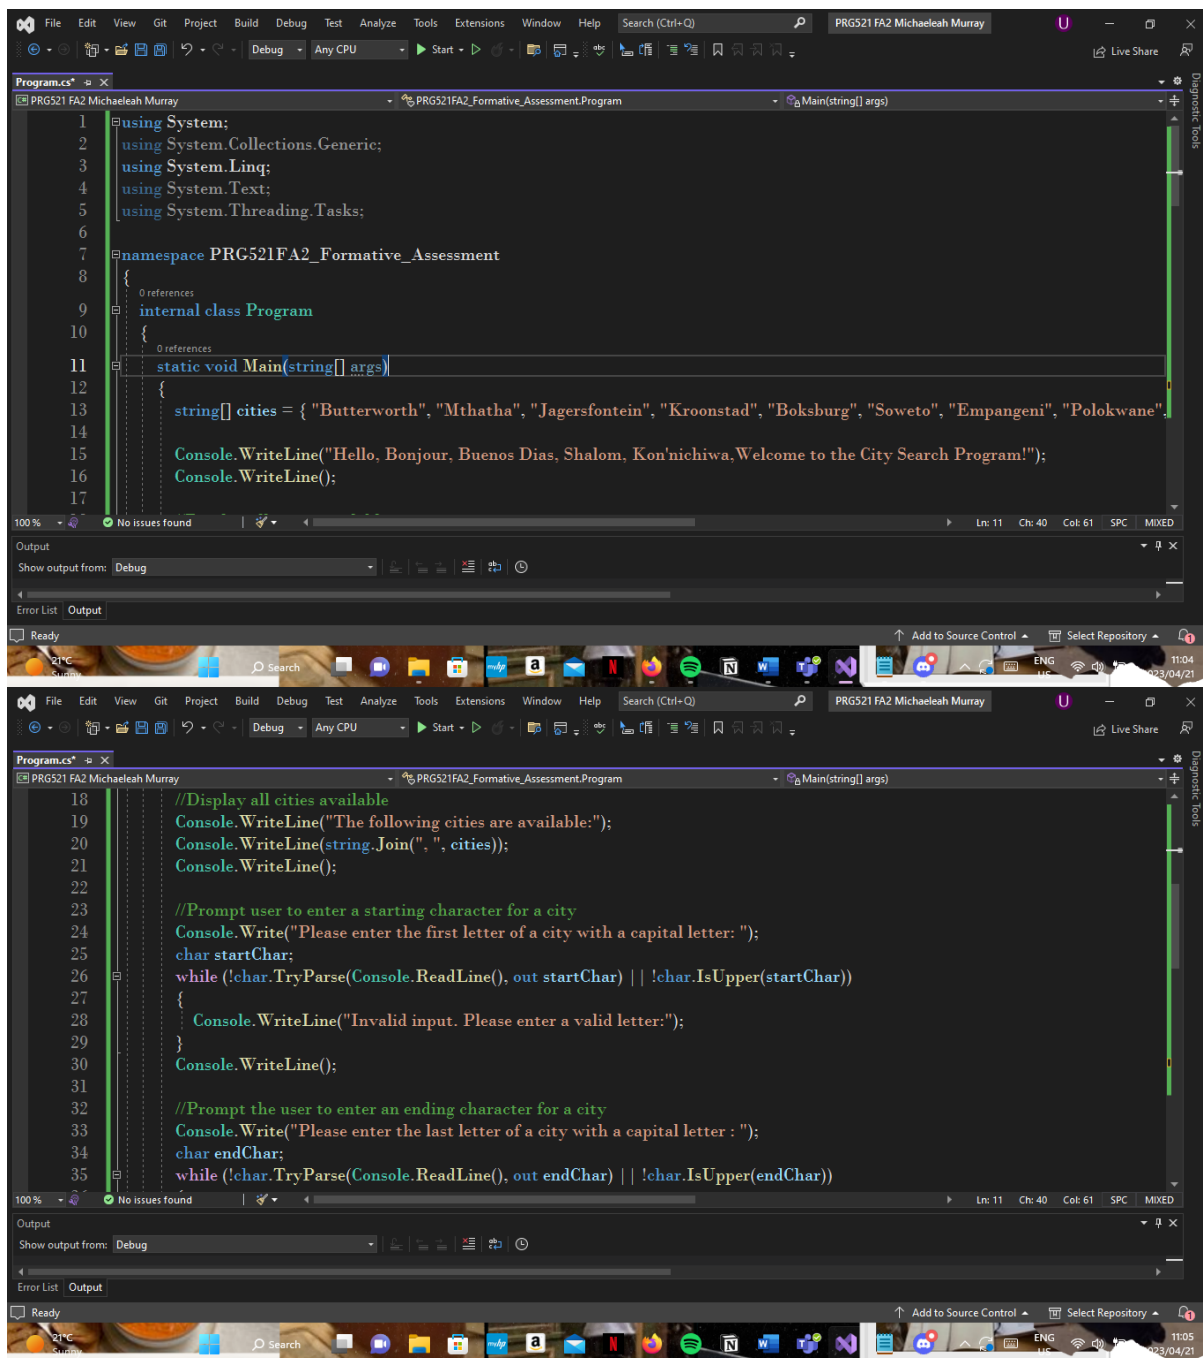 File Edit View Git Project Build Debug Test Analyze Tools Extensions Window Help Search (Ctrl+Q) PRG521 FA2 Michaeleah Murray U
Debug Any CPU Start Live Share
Program.cs*
Diagnostic Tools
PRG521 FA2 Michaeleah Murray PRG521FA2_Formative_Assessment.Program Main(string[] args)
1 using System;
2 using System.Collections.Generic;
3 using System.Linq;
4 using System.Text;
5 using System.Threading.Tasks;
6
7 namespace PRG521FA2_Formative_Assessment
8 {
0 references
9 internal class Program
10 {
0 references
11 static void Main(string[] args)
12 {
13 string[] cities = { "Butterworth", "Mthatha", "Jagersfontein", "Kroonstad", "Boksburg", "Soweto", "Empangeni", "Polokwane",
14
15 Console.WriteLine("Hello, Bonjour, Buenos Dias, Shalom, Kon'nichiwa,Welcome to the City Search Program!");
16 Console.WriteLine();
17
100 % No issues found Ln: 11 Ch: 40 Col: 61 SPC MIXED
Output
Show output from: Debug
Error List Output
Ready Add to Source Control Select Repository 1
21°C Search ENG 11:04
Sunny US 023/04/21
File Edit View Git Project Build Debug Test Analyze Tools Extensions Window Help Search (Ctrl+Q) PRG521 FA2 Michaeleah Murray U
Debug Any CPU Start Live Share
Program.cs*
Diagnostic Tools
PRG521 FA2 Michaeleah Murray PRG521FA2_Formative_Assessment.Program Main(string[] args)
18 //Display all cities available
19 Console.WriteLine("The following cities are available:");
20 Console.WriteLine(string.Join(", ", cities));
21 Console.WriteLine();
22
23 //Prompt user to enter a starting character for a city
24 Console.Write("Please enter the first letter of a city with a capital letter: ");
25 char startChar;
26 while (!char.TryParse(Console.ReadLine(), out startChar) || !char.IsUpper(startChar))
27 {
28 Console.WriteLine("Invalid input. Please enter a valid letter:");
29 }
30 Console.WriteLine();
31
32 //Prompt the user to enter an ending character for a city
33 Console.Write("Please enter the last letter of a city with a capital letter : ");
34 char endChar;
35 while (!char.TryParse(Console.ReadLine(), out endChar) || !char.IsUpper(endChar))
100 % No issues found Ln: 11 Ch: 40 Col: 61 SPC MIXED
Output
Show output from: Debug
Error List Output
Ready Add to Source Control Select Repository 1
21°C Search ENG 11:05
Sunny US 023/04/21